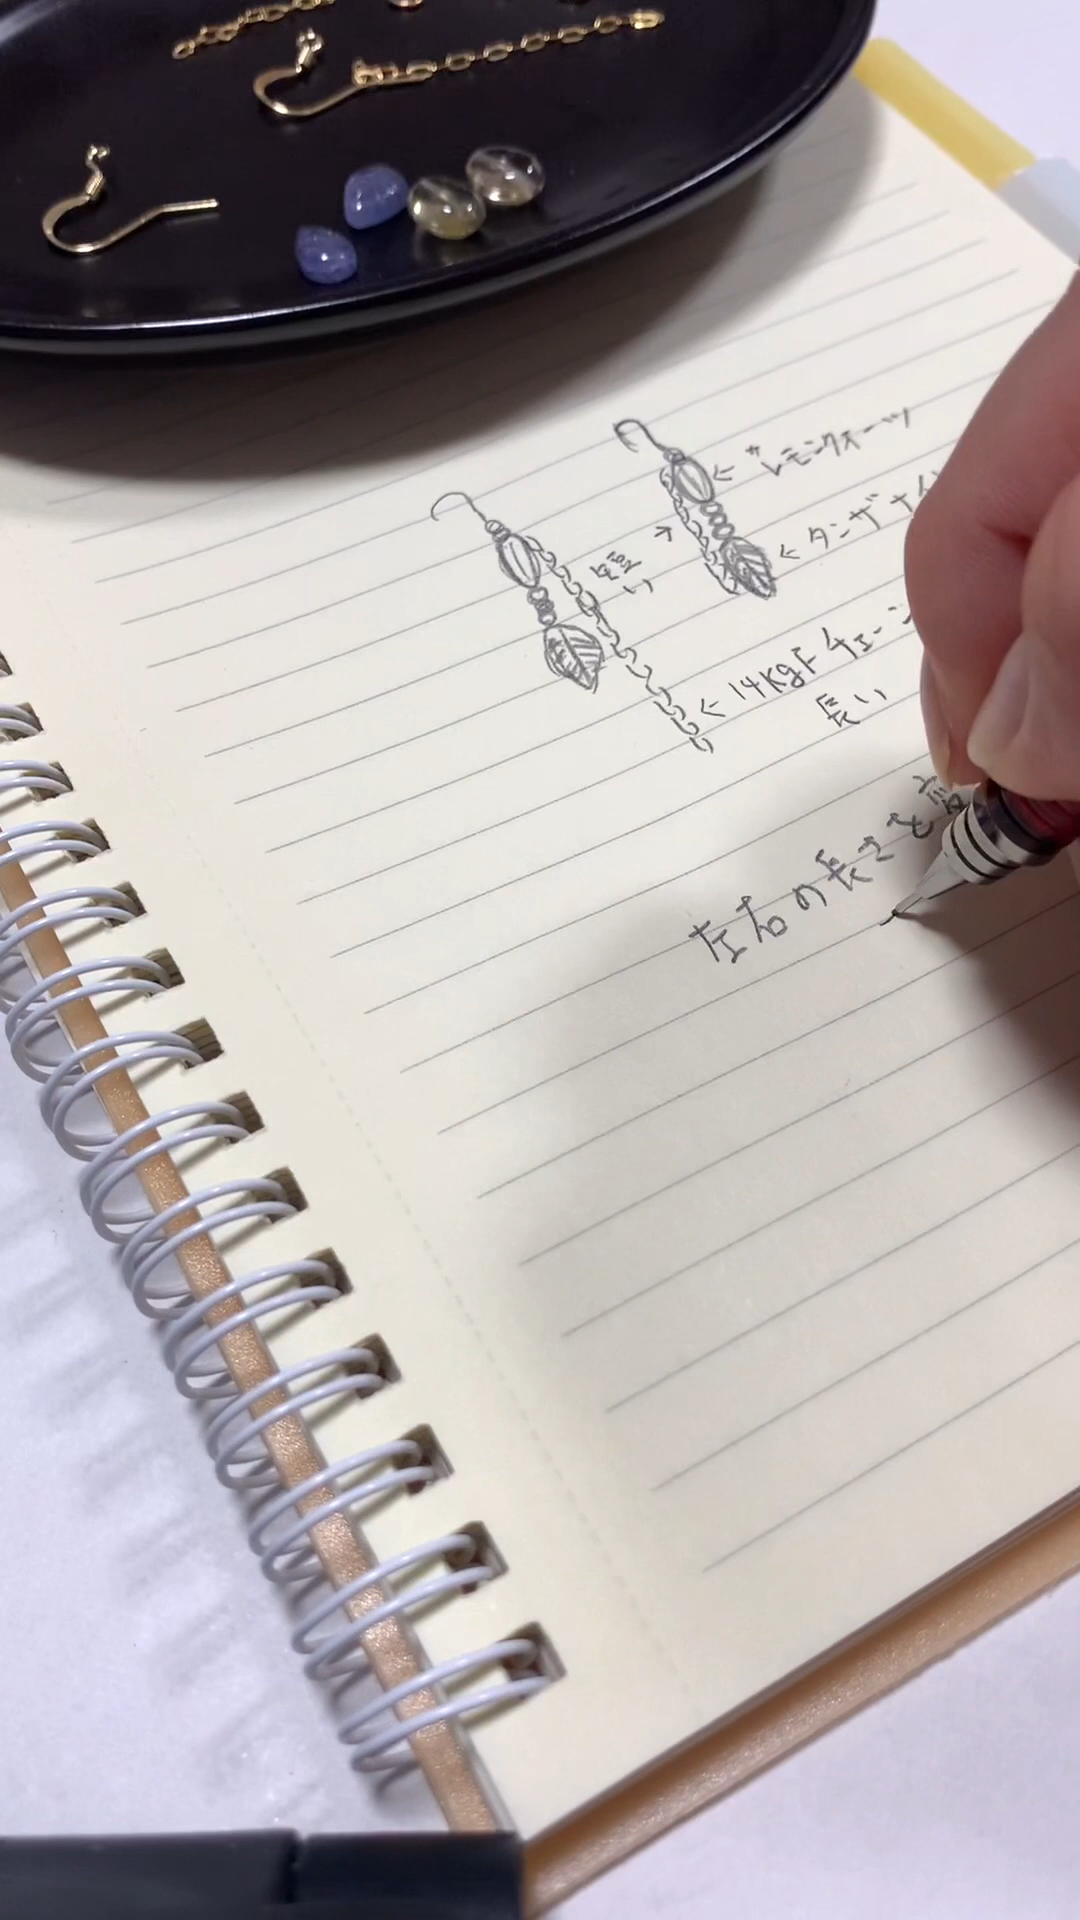 レモンクォーツ
タンザナイ
短い
14kgfチェーン
長い
左右の長さを